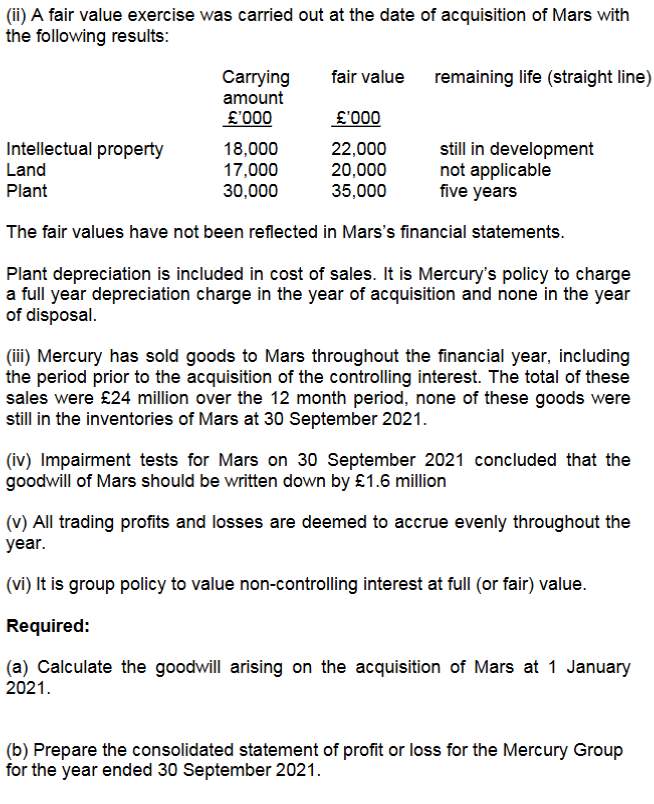 (ii) A fair value exercise was carried out at the date of acquisition of Mars with
the following results:
Carrying fair value remaining life (straight line)
amount
£'000 £'000
Intellectual property 18,000 22,000 still in development
Land 17,000 20,000 not applicable
Plant 30,000 35,000 five years
The fair values have not been reflected in Mars's financial statements.
Plant depreciation is included in cost of sales. It is Mercury's policy to charge
a full year depreciation charge in the year of acquisition and none in the year
of disposal.
(iii) Mercury has sold goods to Mars throughout the financial year, including
the period prior to the acquisition of the controlling interest. The total of these
sales were £24 million over the 12 month period, none of these goods were
still in the inventories of Mars at 30 September 2021.
(iv) Impairment tests for Mars on 30 September 2021 concluded that the
goodwill of Mars should be written down by £1.6 million
(v) All trading profits and losses are deemed to accrue evenly throughout the
year.
(vi) It is group policy to value non-controlling interest at full (or fair) value.
Required:
(a) Calculate the goodwill arising on the acquisition of Mars at 1 January
2021.
(b) Prepare the consolidated statement of profit or loss for the Mercury Group
for the year ended 30 September 2021.